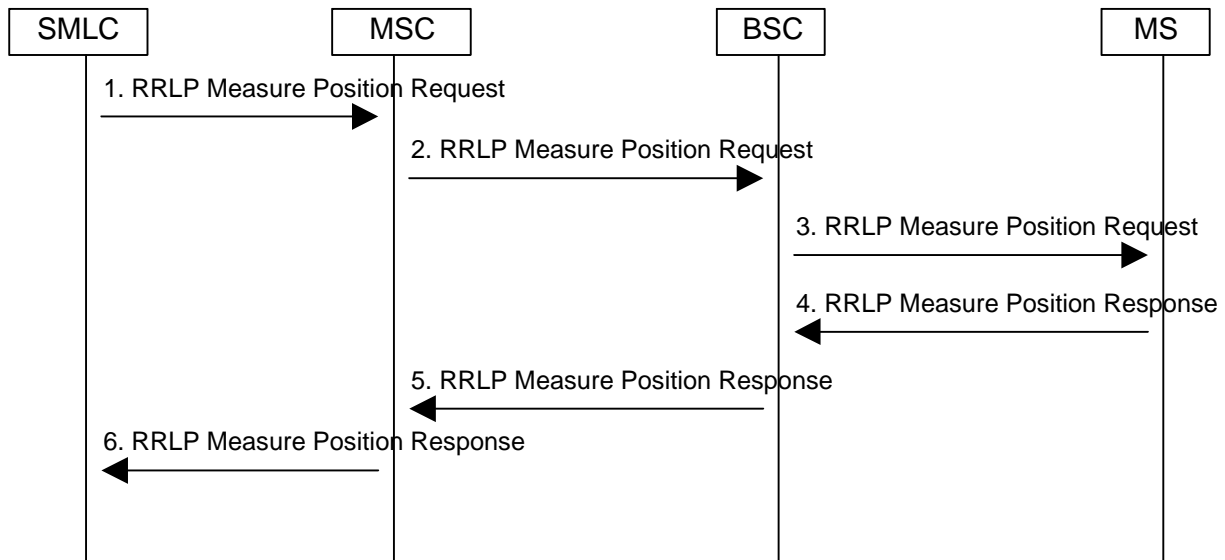 SMLC
MSC
BSC
MS
1. RRLP Measure Position Request
2. RRLP Measure Position Request
3. RRLP Measure Position Request
4. RRLP Measure Position Response
5. RRLP Measure Position Response
6. RRLP Measure Position Response